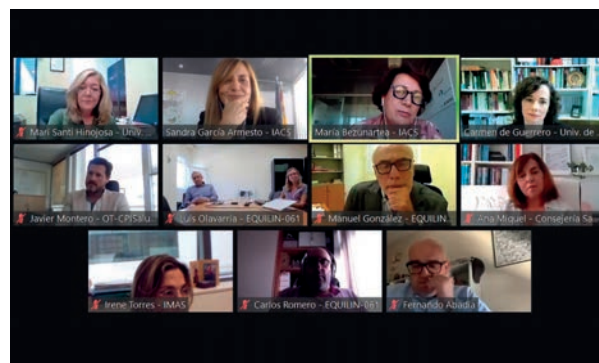 Mari Santi Hinojosa - Univ. ...
Sandra García Armesto - IACS
María Bezunartea - IACS
Carmen de Guerrero - Univ. de ...
Javier Montero - OT-CPISalu...
Luis Olavarría - EQUILIN-061
Manuel González - EQUILIN...
Ana Miquel - Consejería Sa...
Irene Torres - IMAS
Carlos Romero - EQUILIN-061
Fernando Abadía